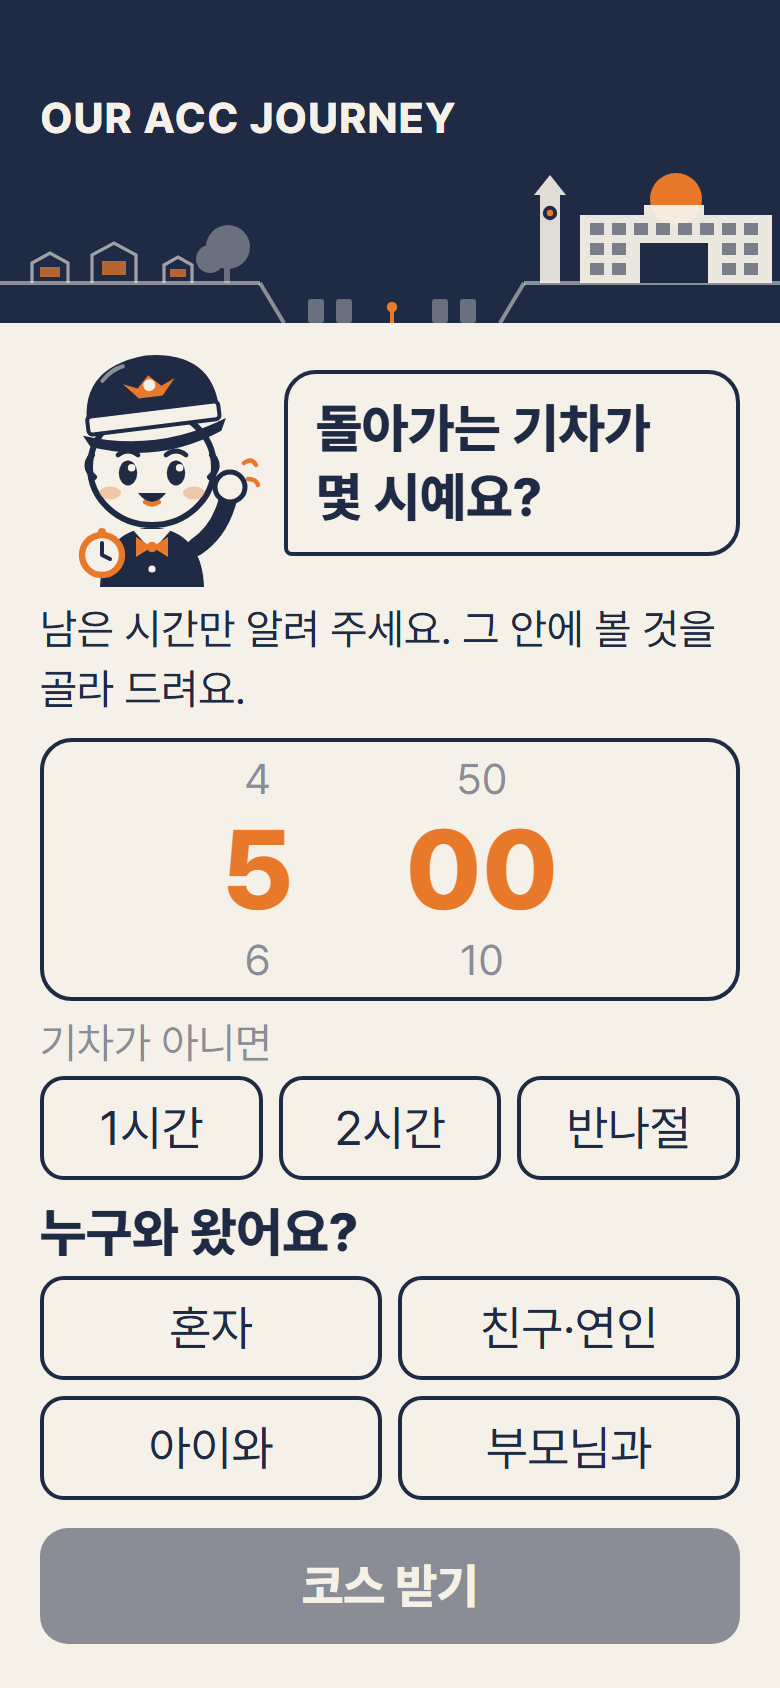 OUR ACC JOURNEY
돌아가는 기차가
몇 시예요?
남은 시간만 알려 주세요. 그 안에 볼 것을
골라 드려요.
4 50
5 00
6 10
기차가 아니면
1시간 2시간 반나절
누구와 왔어요?
혼자 친구·연인
아이와 부모님과
코스 받기